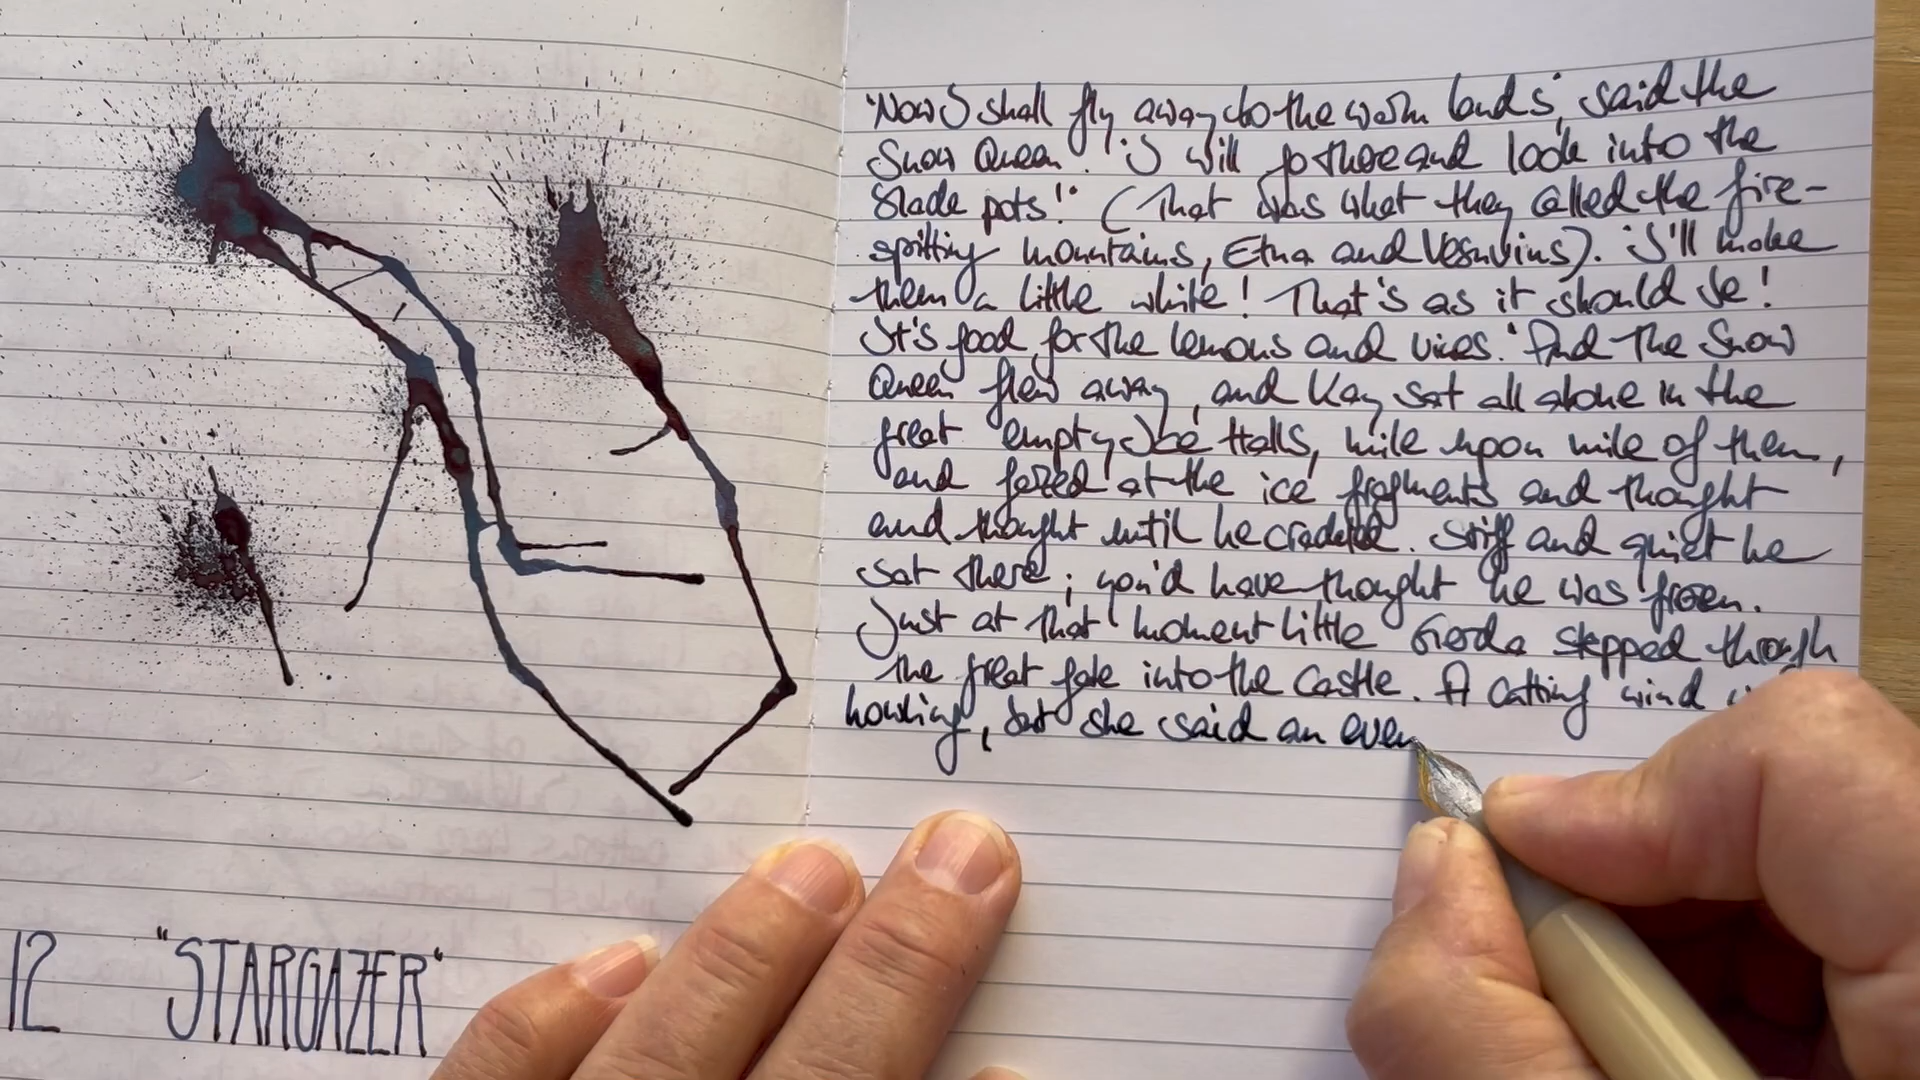 12 "STARGAZER"
'Now I shall fly away to the warm lands', said the
Snow Queen. 'I will go there and look into the
Black pots!' (That was what they called the fire-
spitting mountains, Etna and Vesuvius). 'I'll make
them a little white! That's as it should be!
It's good for the lemons and vines.' And the Snow
Queen flew away, and Kay sat all alone in the
great empty Ice Halls, mile upon mile of them,
and gazed at the ice fragments and thought
and thought until he cracked. Stiff and quiet he
sat there; you'd have thought he was frozen.
Just at that moment little Gerda stepped through
the great gate into the Castle. A cutting wind
howling, but she said an even